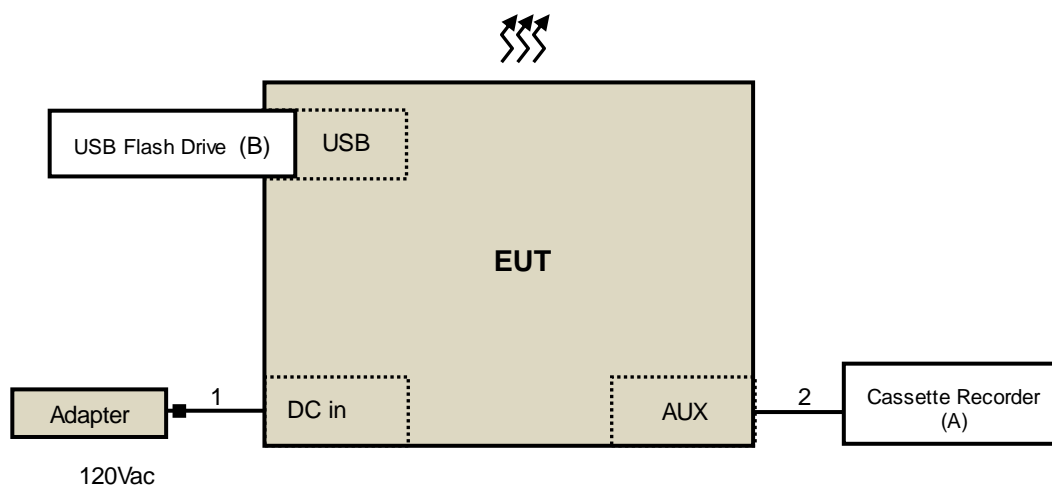 USB Flash Drive (B)
USB
EUT
Adapter
1
DC in
AUX
2
Cassette Recorder
(A)
120Vac